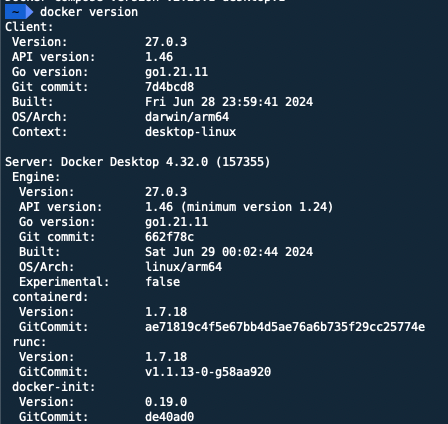 ~ docker version
Client:
Version: 27.0.3
API version: 1.46
Go version: go1.21.11
Git commit: 7d4bcd8
Built: Fri Jun 28 23:59:41 2024
OS/Arch: darwin/arm64
Context: desktop-linux
Server: Docker Desktop 4.32.0 (157355)
Engine:
Version: 27.0.3
API version: 1.46 (minimum version 1.24)
Go version: go1.21.11
Git commit: 662f78c
Built: Sat Jun 29 00:02:44 2024
OS/Arch: linux/arm64
Experimental: false
containerd:
Version: 1.7.18
GitCommit: ae71819c4f5e67bb4d5ae76a6b735f29cc25774e
runc:
Version: 1.7.18
GitCommit: v1.1.13-0-g58aa920
docker-init:
Version: 0.19.0
GitCommit: de40ad0